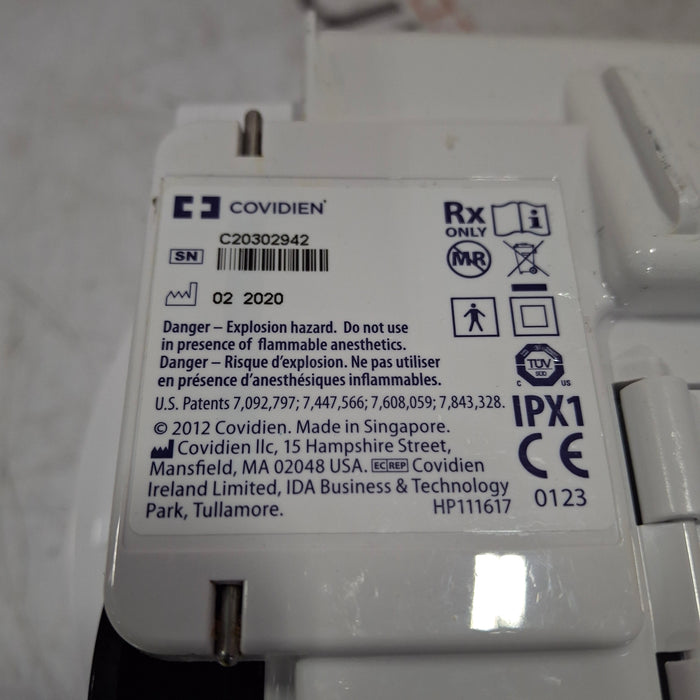 COVIDIEN
Rx
ONLY
i
C20302942
SN
MR
02 2020
Danger – Explosion hazard. Do not use
in presence of flammable anesthetics.
Danger – Risque d'explosion. Ne pas utiliser
en présence d'anesthésiques inflammables.
TÜV
SÜD
C US
U.S. Patents 7,092,797; 7,447,566; 7,608,059; 7,843,328.
IPX1
© 2012 Covidien. Made in Singapore.
Covidien llc, 15 Hampshire Street,
Mansfield, MA 02048 USA. EC REP Covidien
Ireland Limited, IDA Business & Technology
Park, Tullamore.
HP111617
CE
0123